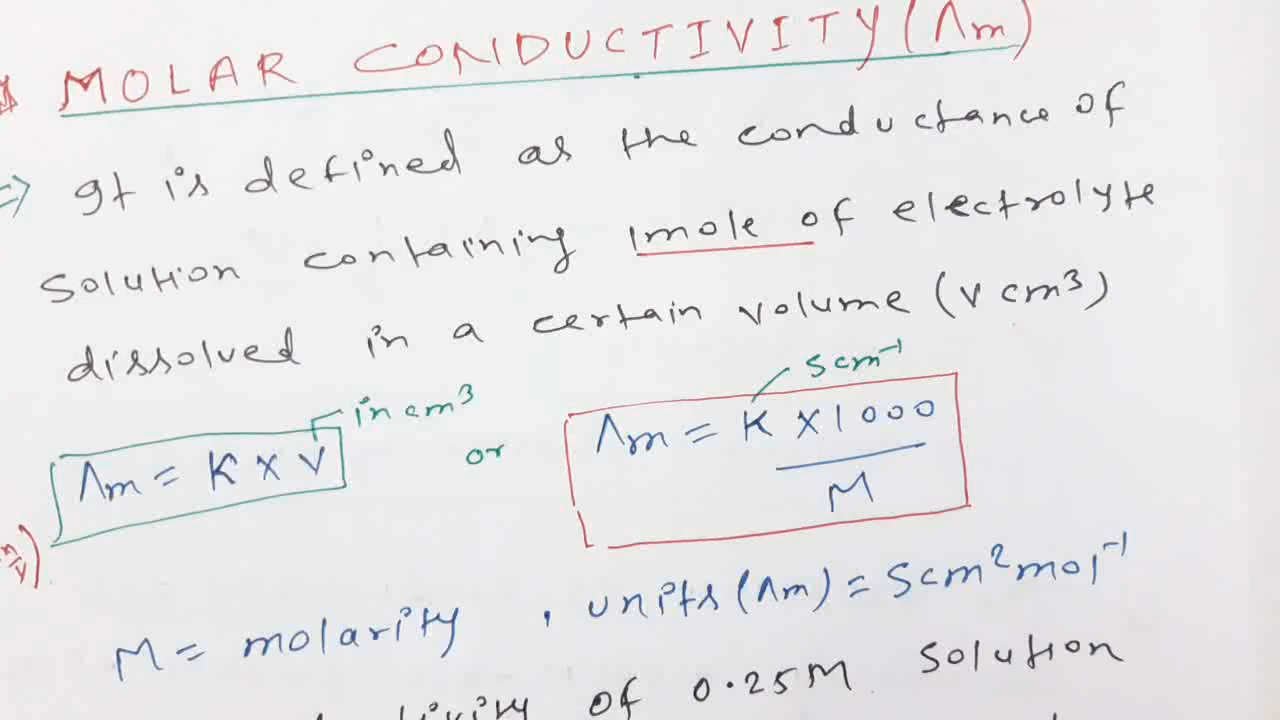 MOLAR CONDUCTIVITY (Λm)
⇒ It is defined as the conductance of
solution containing 1mole of electrolyte
dissolved in a certain volume (V cm³)
S cm⁻¹
in cm³
Λm = K × V or Λm = K × 1000 / M
n/V)
M = molarity , units (Λm) = S cm² mol⁻¹
of 0.25M solution